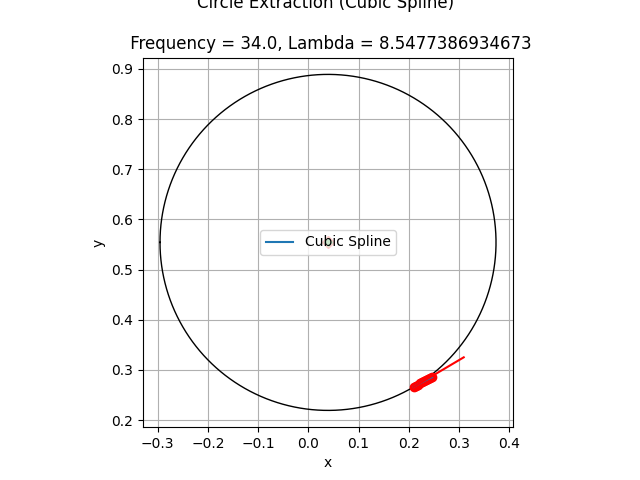 Circle Extraction (Cubic Spline)
Frequency = 34.0, Lambda = 8.5477386934673
0.9
0.8
0.7
0.6
0.5
0.4
0.3
0.2
y
Cubic Spline
−0.3 −0.2 −0.1 0.0 0.1 0.2 0.3 0.4
x